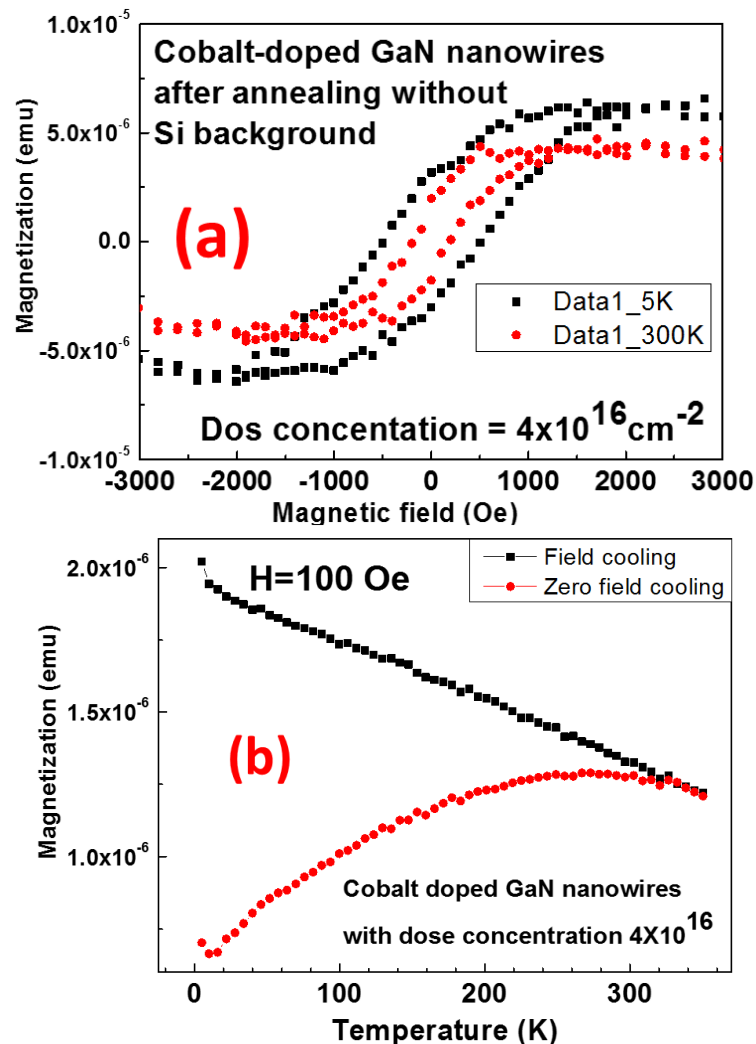 1.0x10⁻⁵
Cobalt-doped GaN nanowires
after annealing without
Si background
5.0x10⁻⁶
(a)
0.0
Magnetization (emu)
Data1_5K
Data1_300K
-5.0x10⁻⁶
Dos concentation = 4x10¹⁶cm⁻²
-1.0x10⁻⁵
-3000 -2000 -1000 0 1000 2000 3000
Magnetic field (Oe)
Field cooling
Zero field cooling
H=100 Oe
2.0x10⁻⁶
Magnetization (emu)
1.5x10⁻⁶
(b)
1.0x10⁻⁶
Cobalt doped GaN nanowires
with dose concentration 4X10¹⁶
0 100 200 300
Temperature (K)